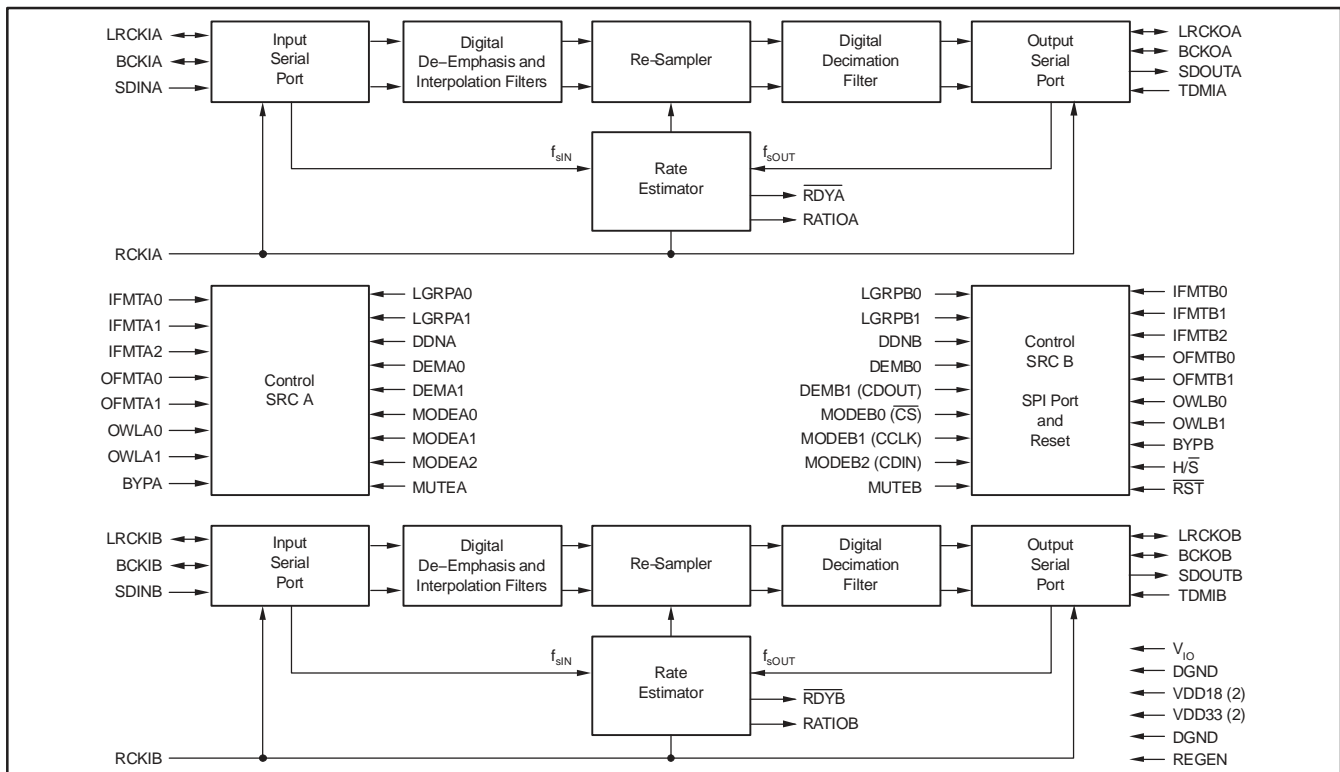 LRCKIA
BCKIA
SDINA
Input
Serial
Port
Digital
De–Emphasis and
Interpolation Filters
Re-Sampler
Digital
Decimation
Filter
Output
Serial
Port
LRCKOA
BCKOA
SDOUTA
TDMIA
fsIN
Rate
Estimator
fsOUT
RDYA
RATIOA
RCKIA
IFMTA0
IFMTA1
IFMTA2
OFMTA0
OFMTA1
OWLA0
OWLA1
BYPA
Control
SRC A
LGRPA0
LGRPA1
DDNA
DEMA0
DEMA1
MODEA0
MODEA1
MODEA2
MUTEA
LGRPB0
LGRPB1
DDNB
DEMB0
DEMB1 (CDOUT)
MODEB0 (CS)
MODEB1 (CCLK)
MODEB2 (CDIN)
MUTEB
Control
SRC B
SPI Port
and
Reset
IFMTB0
IFMTB1
IFMTB2
OFMTB0
OFMTB1
OWLB0
OWLB1
BYPB
H/S
RST
LRCKIB
BCKIB
SDINB
Input
Serial
Port
Digital
De–Emphasis and
Interpolation Filters
Re-Sampler
Digital
Decimation
Filter
Output
Serial
Port
LRCKOB
BCKOB
SDOUTB
TDMIB
fsIN
Rate
Estimator
fsOUT
RDYB
RATIOB
RCKIB
VIO
DGND
VDD18 (2)
VDD33 (2)
DGND
REGEN